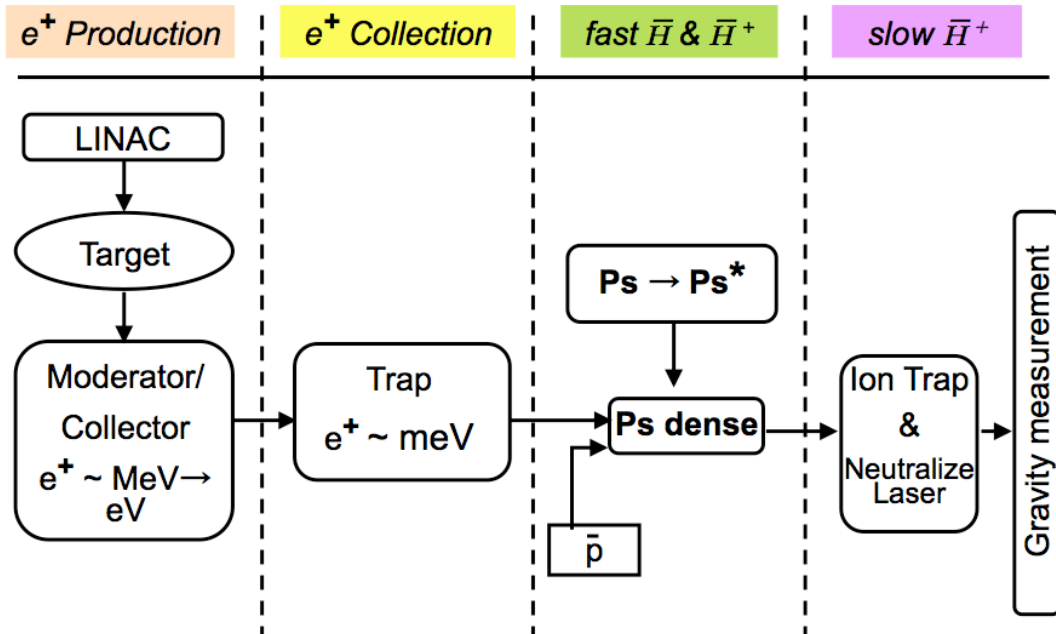 e⁺ Production
e⁺ Collection
fast H̅ & H̅⁺
slow H̅⁺
LINAC
Target
Moderator/
Collector
e⁺ ~ MeV→
eV
Trap
e⁺ ~ meV
Ps → Ps*
Ps dense
p̄
Ion Trap
&
Neutralize
Laser
Gravity measurement